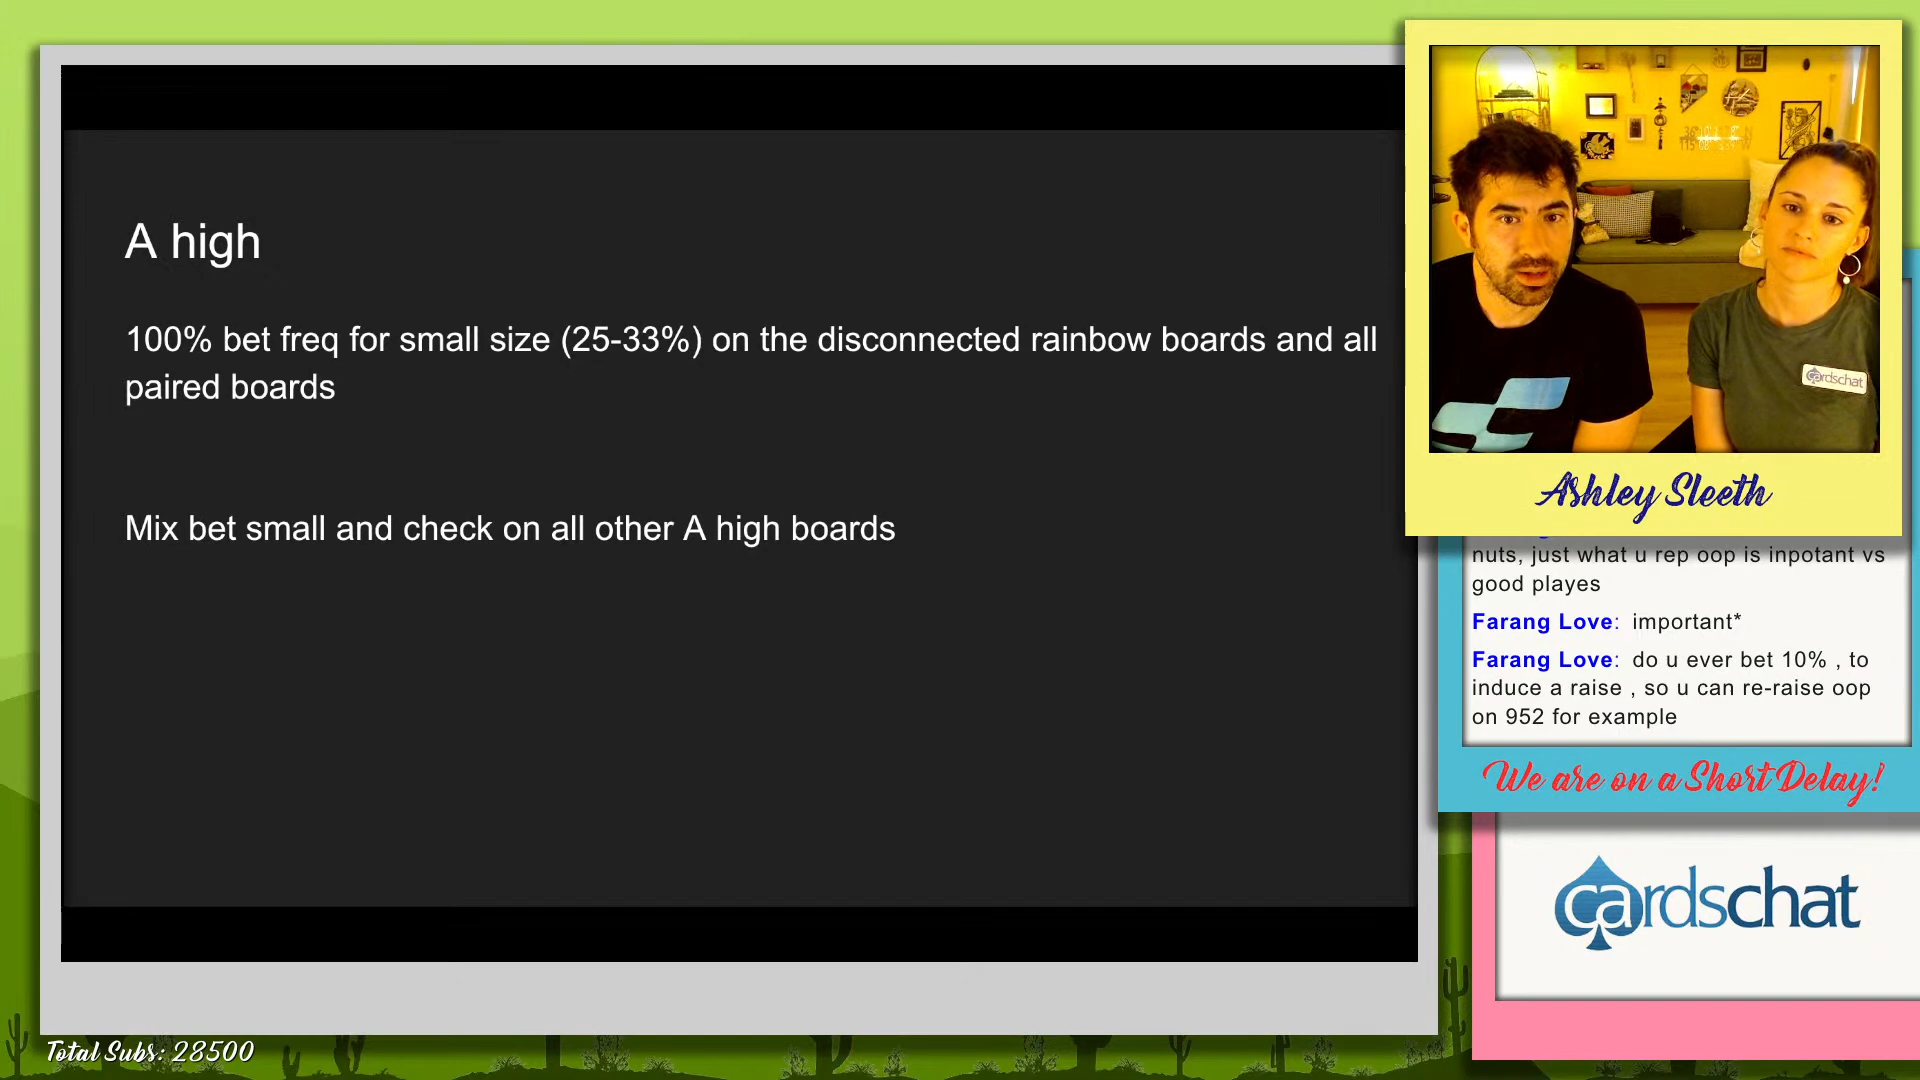 A high
100% bet freq for small size (25-33%) on the disconnected rainbow boards and all
paired boards
Mix bet small and check on all other A high boards
cardschat
Ashley Sleeth
nuts, just what u rep oop is inpotant vs
good playes
Farang Love: important*
Farang Love: do u ever bet 10% , to
induce a raise , so u can re-raise oop
on 952 for example
We are on a Short Delay!
cardschat
Total Subs: 28500